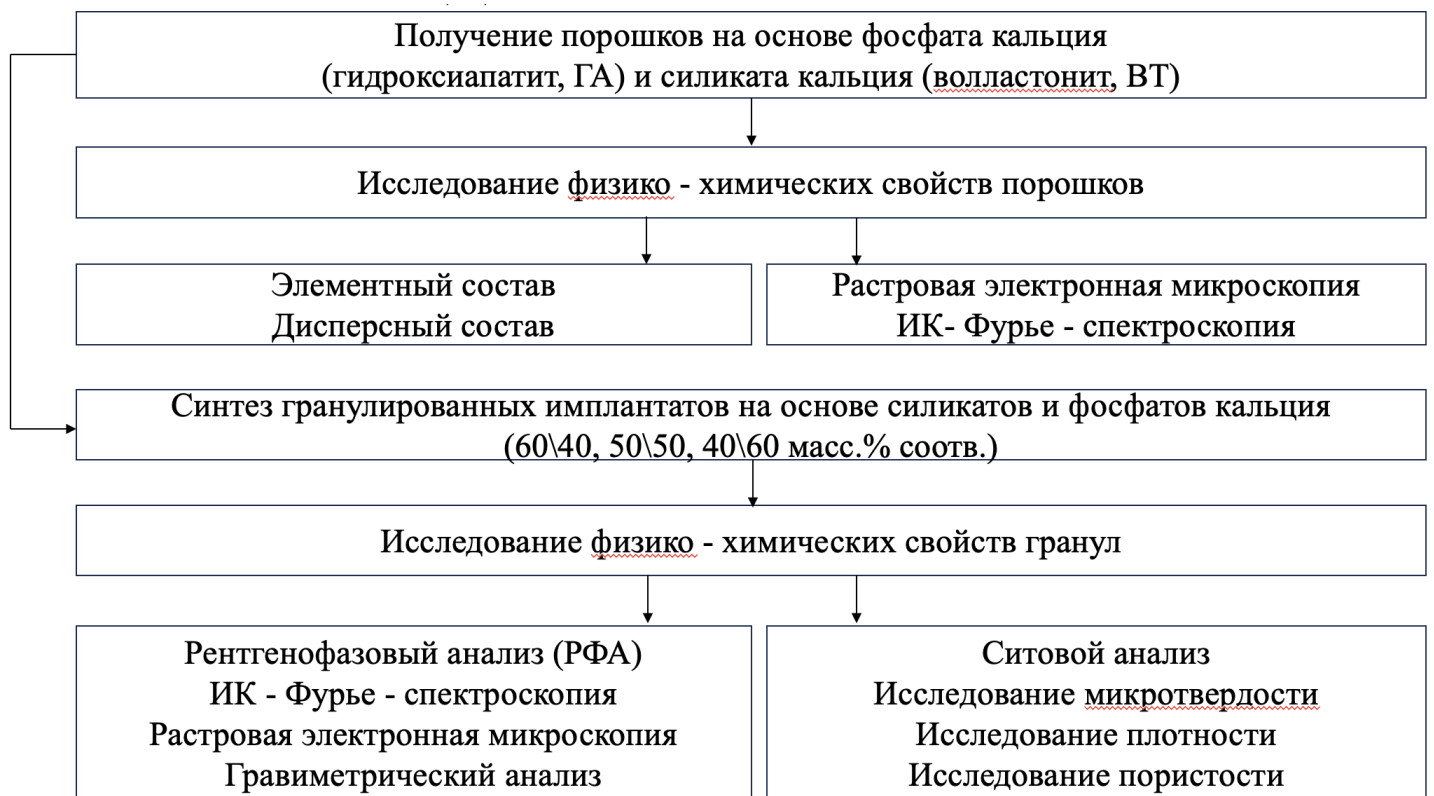 Получение порошков на основе фосфата кальция
(гидроксиапатит, ГА) и силиката кальция (волластонит, ВТ)
Исследование физико - химических свойств порошков
Элементный состав
Дисперсный состав
Растровая электронная микроскопия
ИК- Фурье - спектроскопия
Синтез гранулированных имплантатов на основе силикатов и фосфатов кальция
(60\40, 50\50, 40\60 масс.% соотв.)
Исследование физико - химических свойств гранул
Рентгенофазовый анализ (РФА)
ИК - Фурье - спектроскопия
Растровая электронная микроскопия
Гравиметрический анализ
Ситовой анализ
Исследование микротвердости
Исследование плотности
Исследование пористости